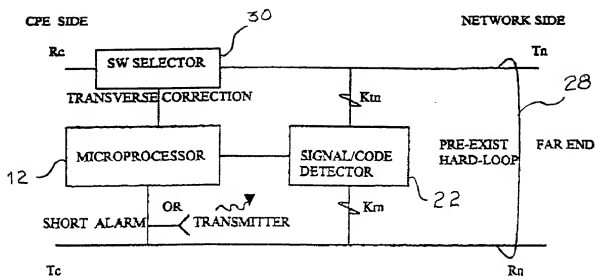 CPE SIDE
30
NETWORK SIDE
Rc
SW SELECTOR
Tn
TRANSVERSE CORRECTION
Ktn
28
12
MICROPROCESSOR
SIGNAL/CODE
DETECTOR
PRE-EXIST
HARD-LOOP
FAR END
22
OR
SHORT ALARM
TRANSMITTER
Krn
Tc
Rn